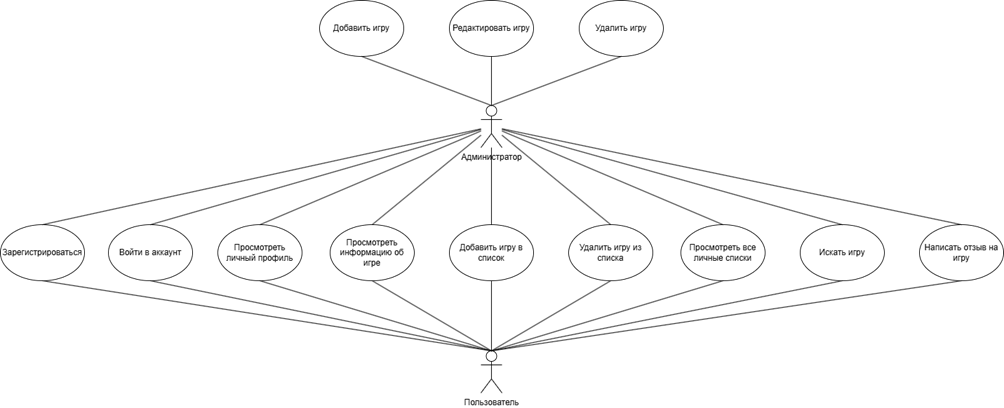 Добавить игру
Редактировать игру
Удалить игру
Администратор
Зарегистрироваться
Войти в аккаунт
Просмотреть
личный профиль
Просмотреть
информацию об
игре
Добавить игру в
список
Удалить игру из
списка
Просмотреть все
личные списки
Искать игру
Написать отзыв на
игру
Пользователь